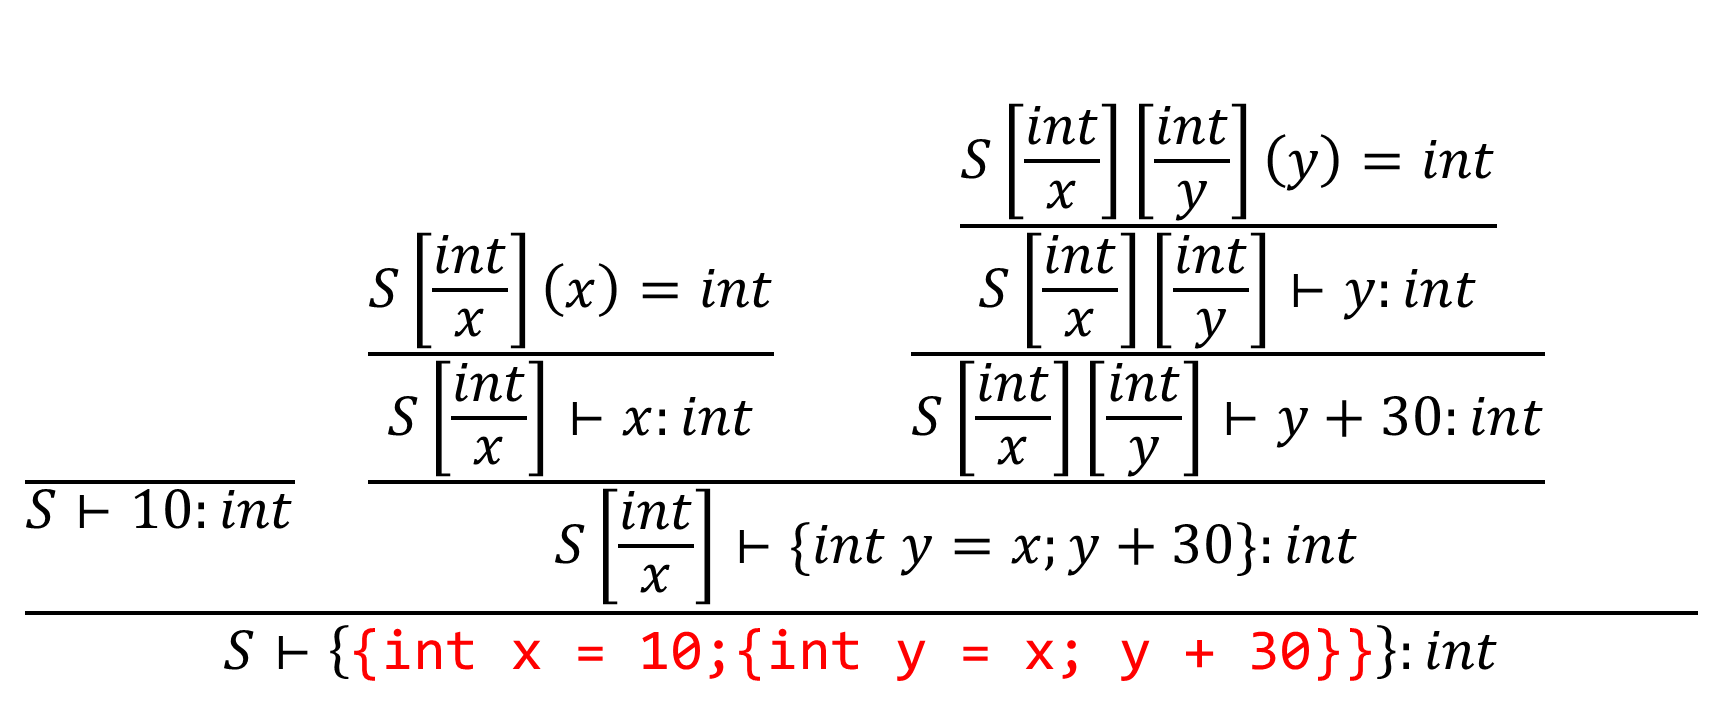 S[int/x][int/y](y) = int
S[int/x](x) = int    S[int/x][int/y] ⊢ y: int
S[int/x] ⊢ x: int    S[int/x][int/y] ⊢ y + 30: int
S ⊢ 10: int    S[int/x] ⊢ {int y = x; y + 30}: int
S ⊢ {{int x = 10;{int y = x; y + 30}}}: int